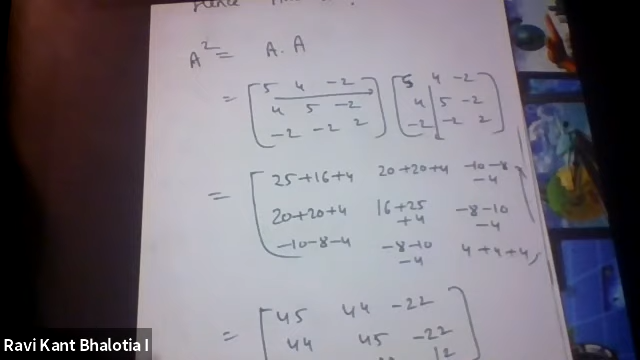 Hence
A² = A.A
= [ 5 4 -2 ] [ 5 4 -2 ]
4 5 -2 4 5 -2
-2 -2 2 -2 -2 2
= [ 25+16+4 20+20+4 -10-8-4 ]
20+20+4 16+25+4 -8-10-4
-10-8-4 -8-10-4 4+4+4
= [ 45 44 -22 ]
44 45 -22
12
Ravi Kant Bhalotia I